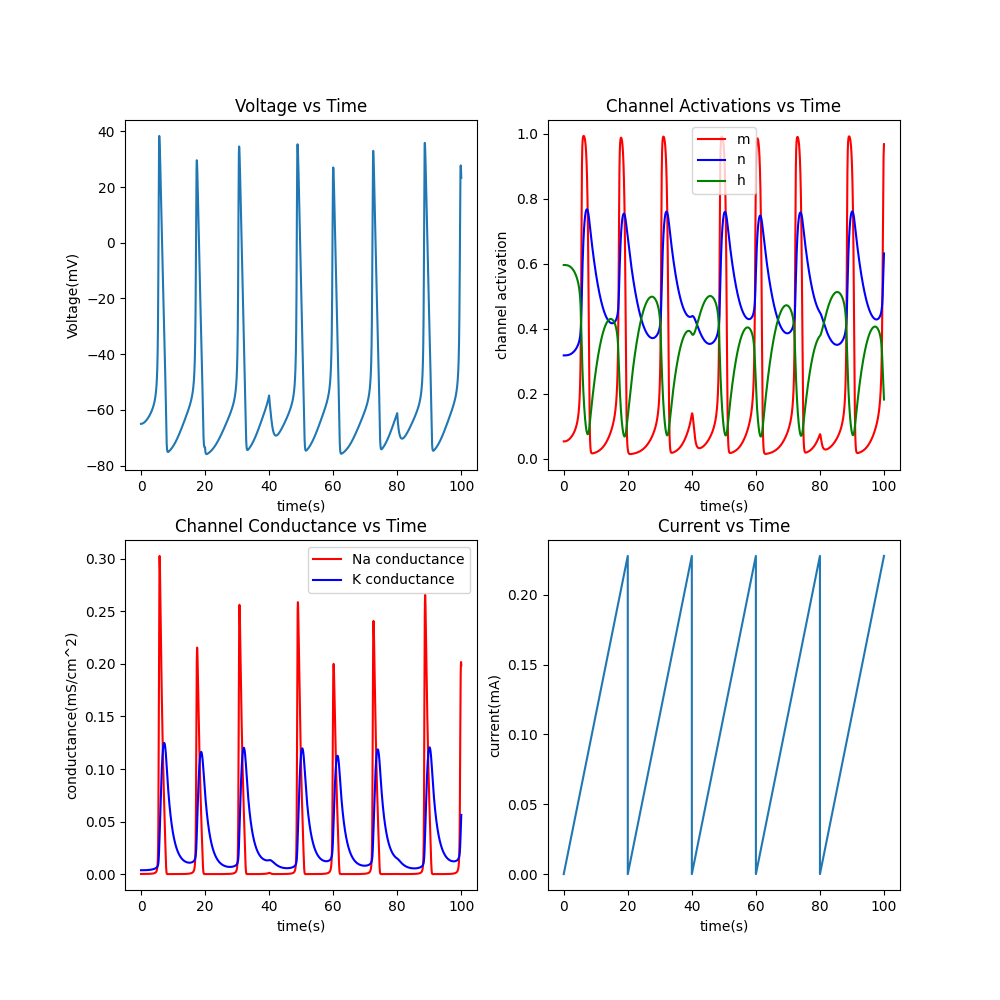 Voltage vs Time
40
20
0
−20
−40
−60
−80
Voltage(mV)
0 20 40 60 80 100
time(s)
Channel Activations vs Time
1.0
0.8
0.6
0.4
0.2
0.0
channel activation
m
n
h
0 20 40 60 80 100
time(s)
Channel Conductance vs Time
0.30
0.25
0.20
0.15
0.10
0.05
0.00
conductance(mS/cm^2)
Na conductance
K conductance
0 20 40 60 80 100
time(s)
Current vs Time
0.20
0.15
0.10
0.05
0.00
current(mA)
0 20 40 60 80 100
time(s)